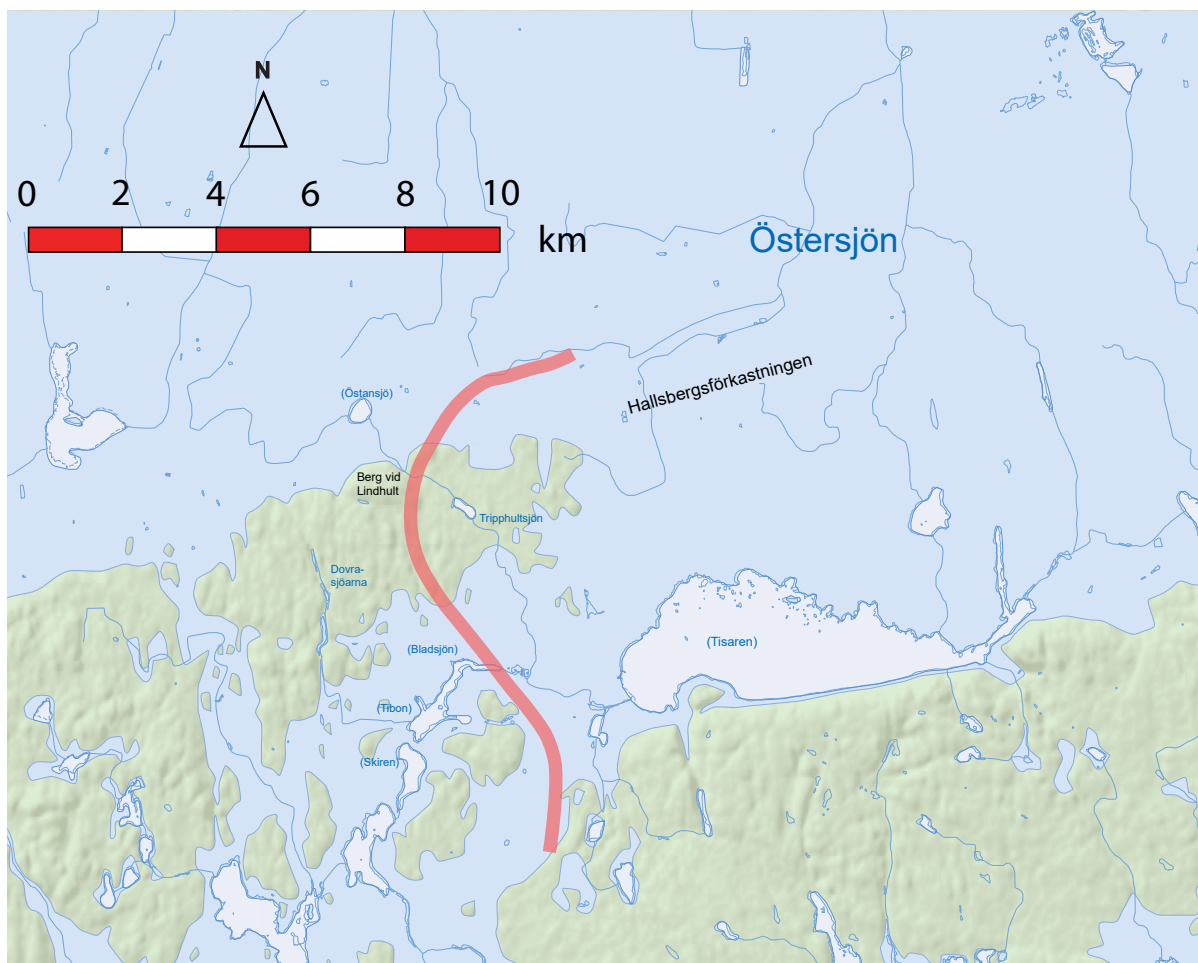 N
0 2 4 6 8 10
km
Östersjön
Hallsbergsförkastningen
(Östansjö)
Berg vid
Lindhult
Tripphultsjön
Dovra-
sjöarna
(Bladsjön)
(Tisaren)
(Tibon)
(Skiren)